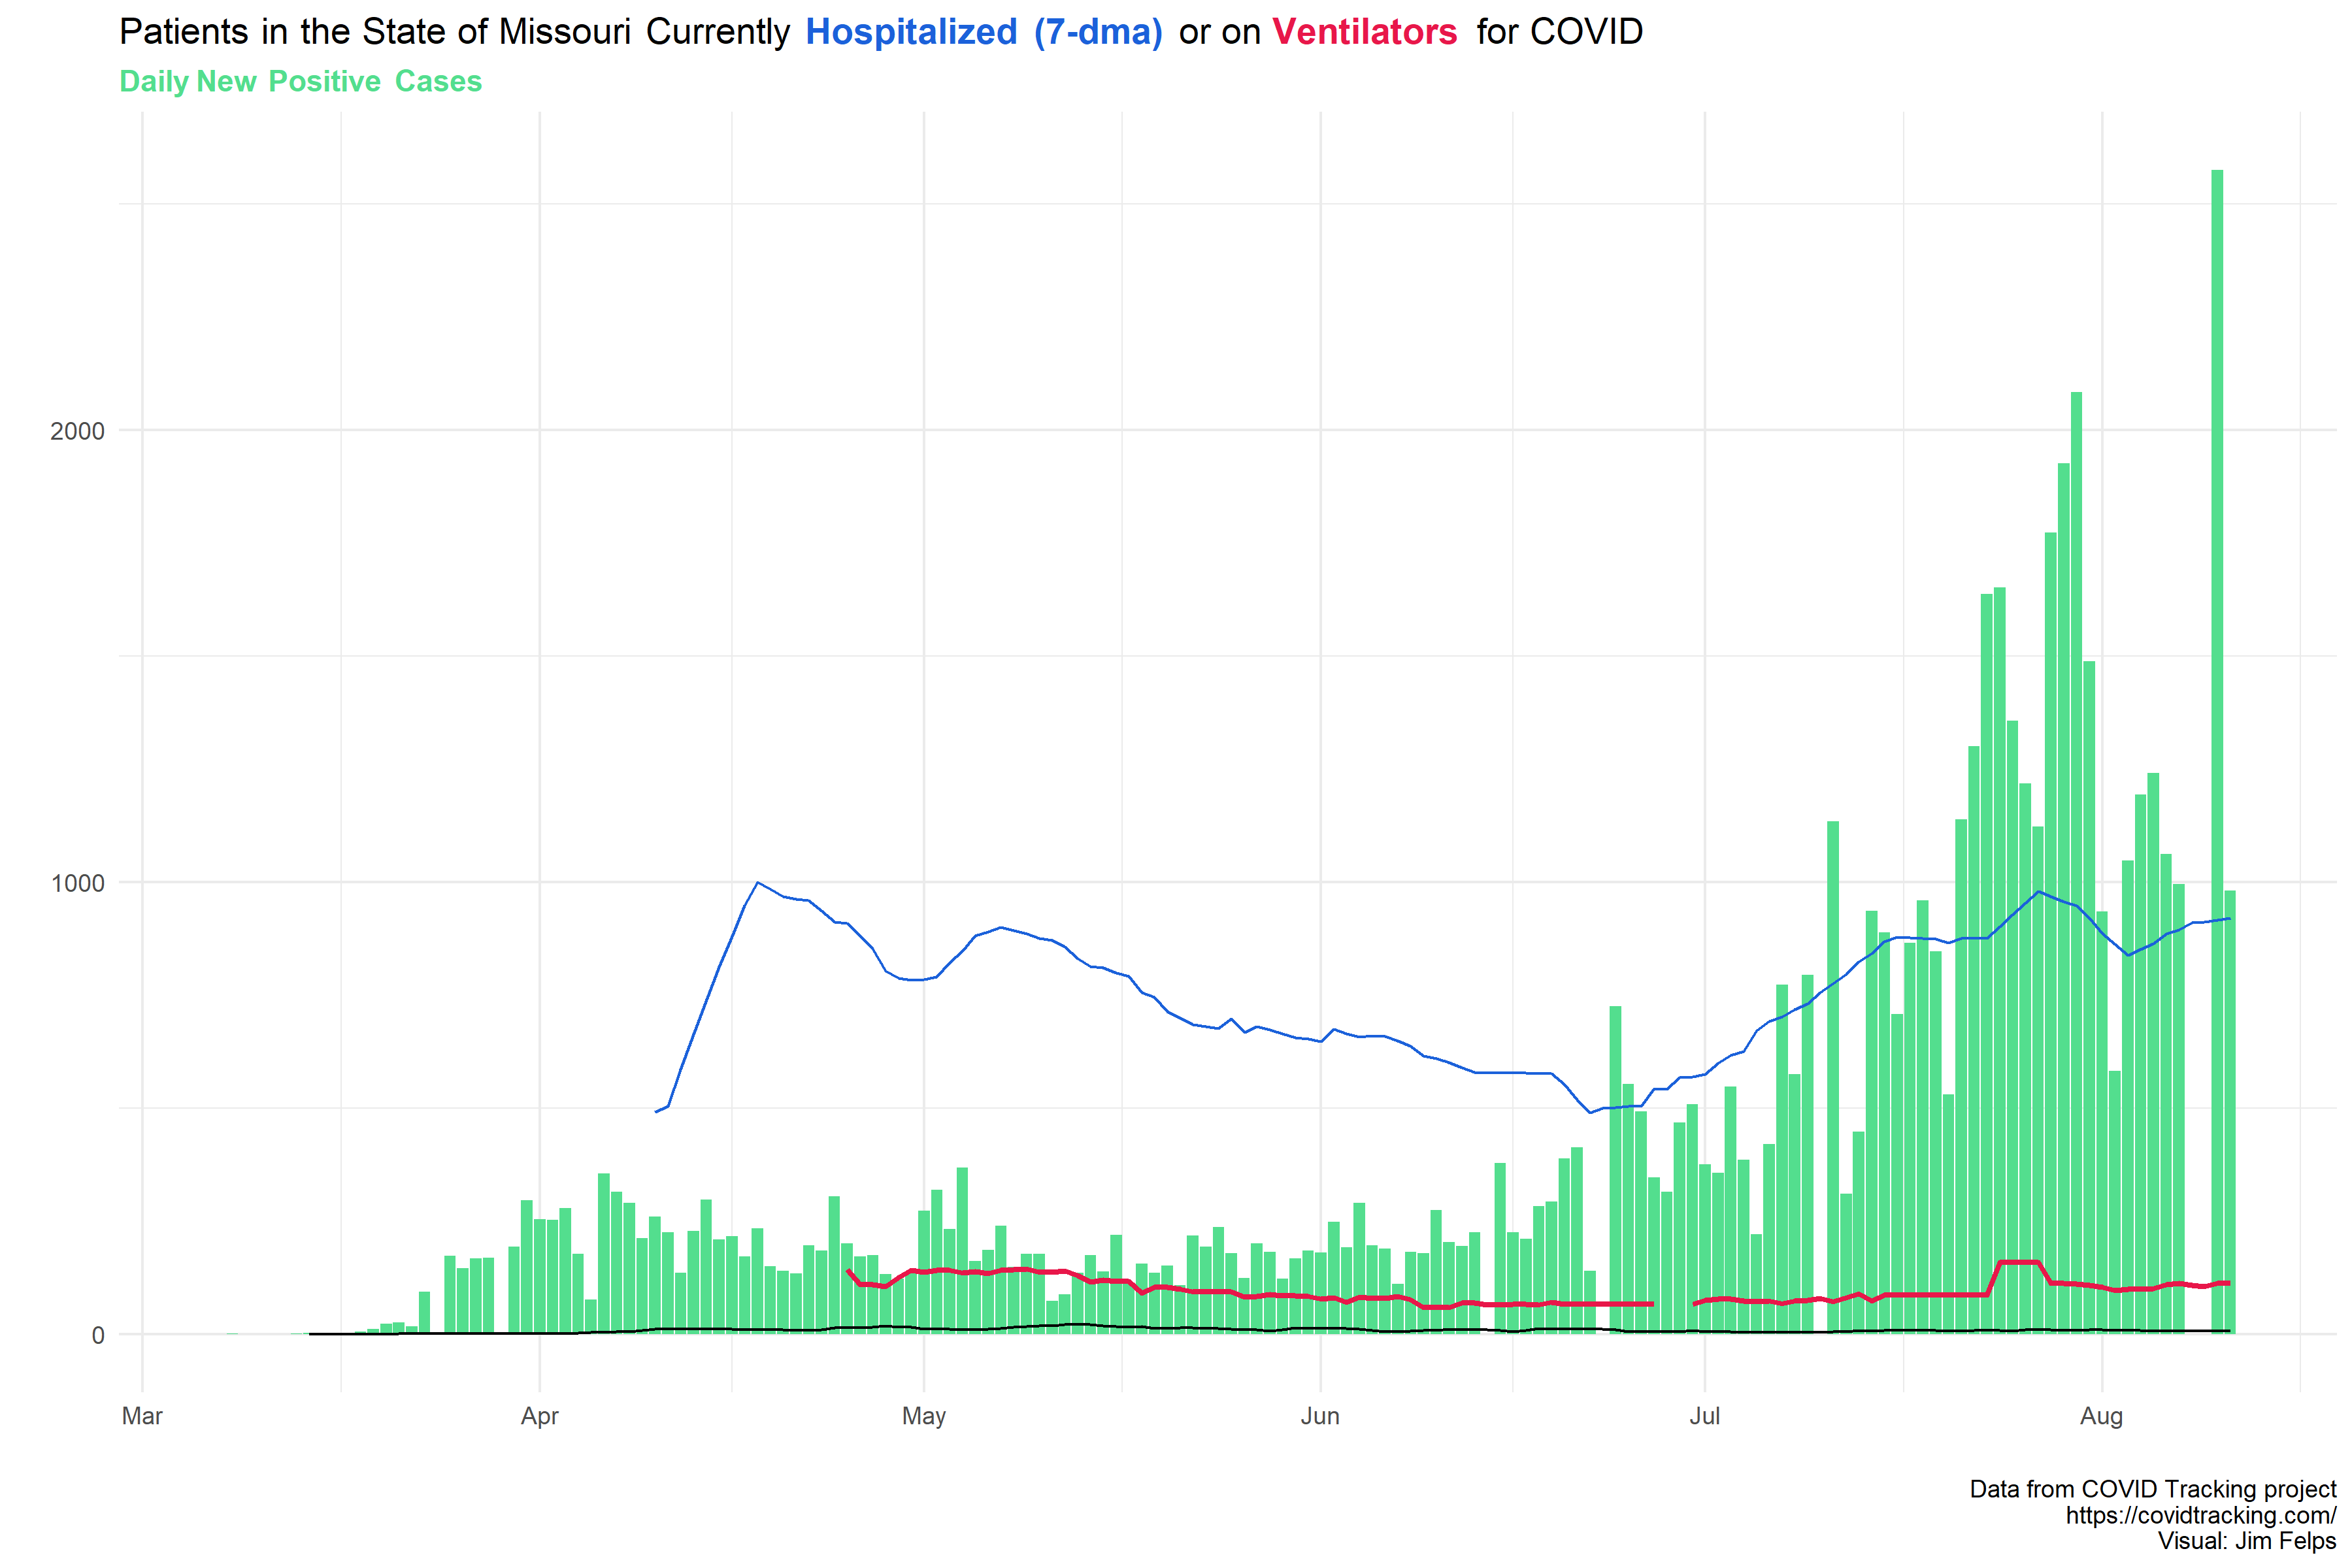 Patients in the State of Missouri Currently Hospitalized (7-dma) or on Ventilators for COVID
Daily New Positive Cases
2000
1000
0
Mar Apr May Jun Jul Aug
Data from COVID Tracking project
https://covidtracking.com/
Visual: Jim Felps